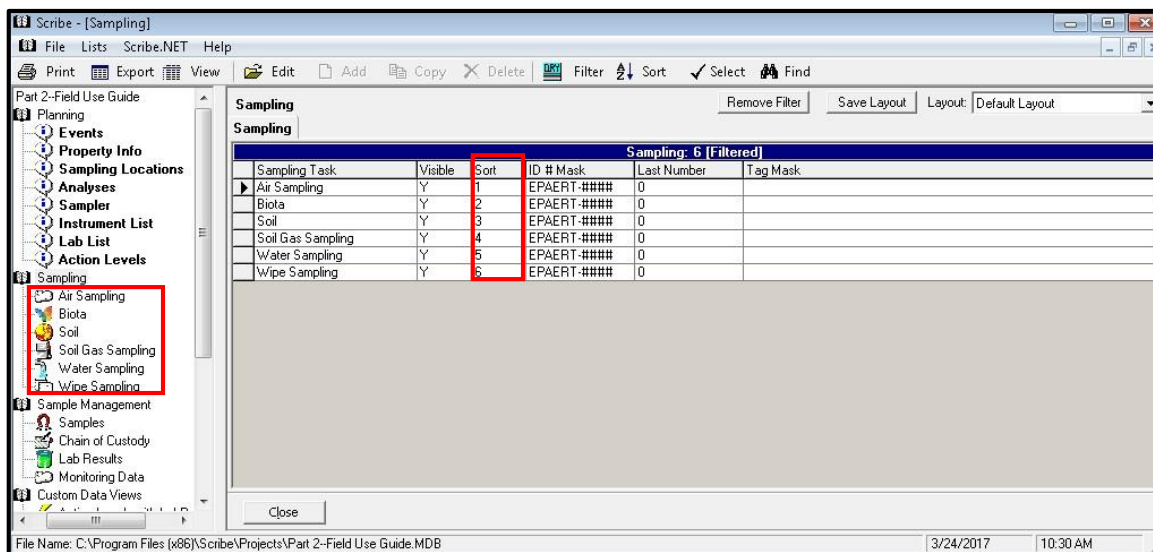 Scribe - [Sampling]
File Lists Scribe.NET Help
Print Export View Edit Add Copy Delete QRY Filter Sort Select Find
Part 2--Field Use Guide
Planning
Events
Property Info
Sampling Locations
Analyses
Sampler
Instrument List
Lab List
Action Levels
Sampling
Air Sampling
Biota
Soil
Soil Gas Sampling
Water Sampling
Wipe Sampling
Sample Management
Samples
Chain of Custody
Lab Results
Monitoring Data
Custom Data Views
Sampling Remove Filter Save Layout Layout: Default Layout
Sampling
Sampling: 6 [Filtered]
Sampling Task Visible Sort ID # Mask Last Number Tag Mask
Air Sampling Y 1 EPAERT-#### 0
Biota Y 2 EPAERT-#### 0
Soil Y 3 EPAERT-#### 0
Soil Gas Sampling Y 4 EPAERT-#### 0
Water Sampling Y 5 EPAERT-#### 0
Wipe Sampling Y 6 EPAERT-#### 0
Close
File Name: C:\Program Files (x86)\Scribe\Projects\Part 2--Field Use Guide.MDB 3/24/2017 10:30 AM